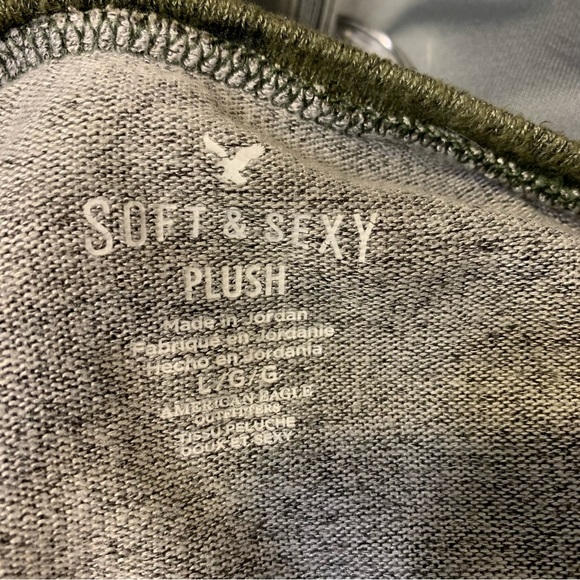 SOFT & SEXY
PLUSH
Made in Jordan
Fabriqué en Jordanie
Hecho en Jordania
L/G/G
AMERICAN EAGLE
OUTFITTERS
TISSU PELUCHE
DOUX ET SEXY